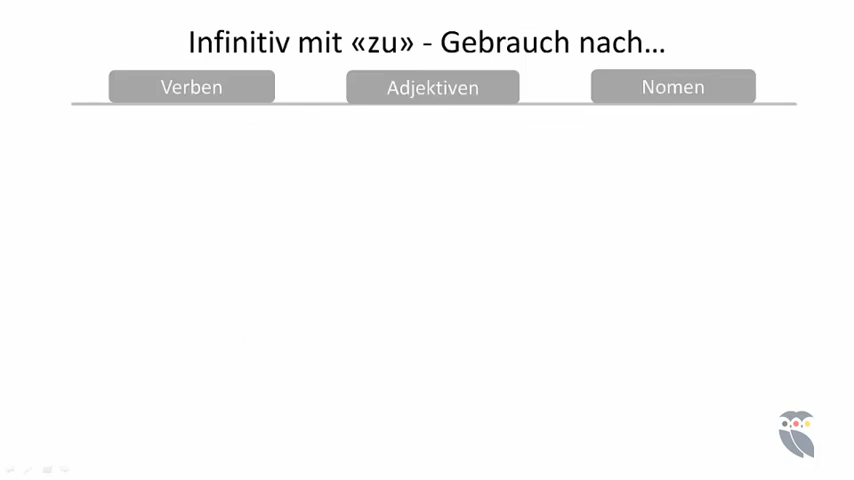 Infinitiv mit «zu» - Gebrauch nach...
Verben
Adjektiven
Nomen